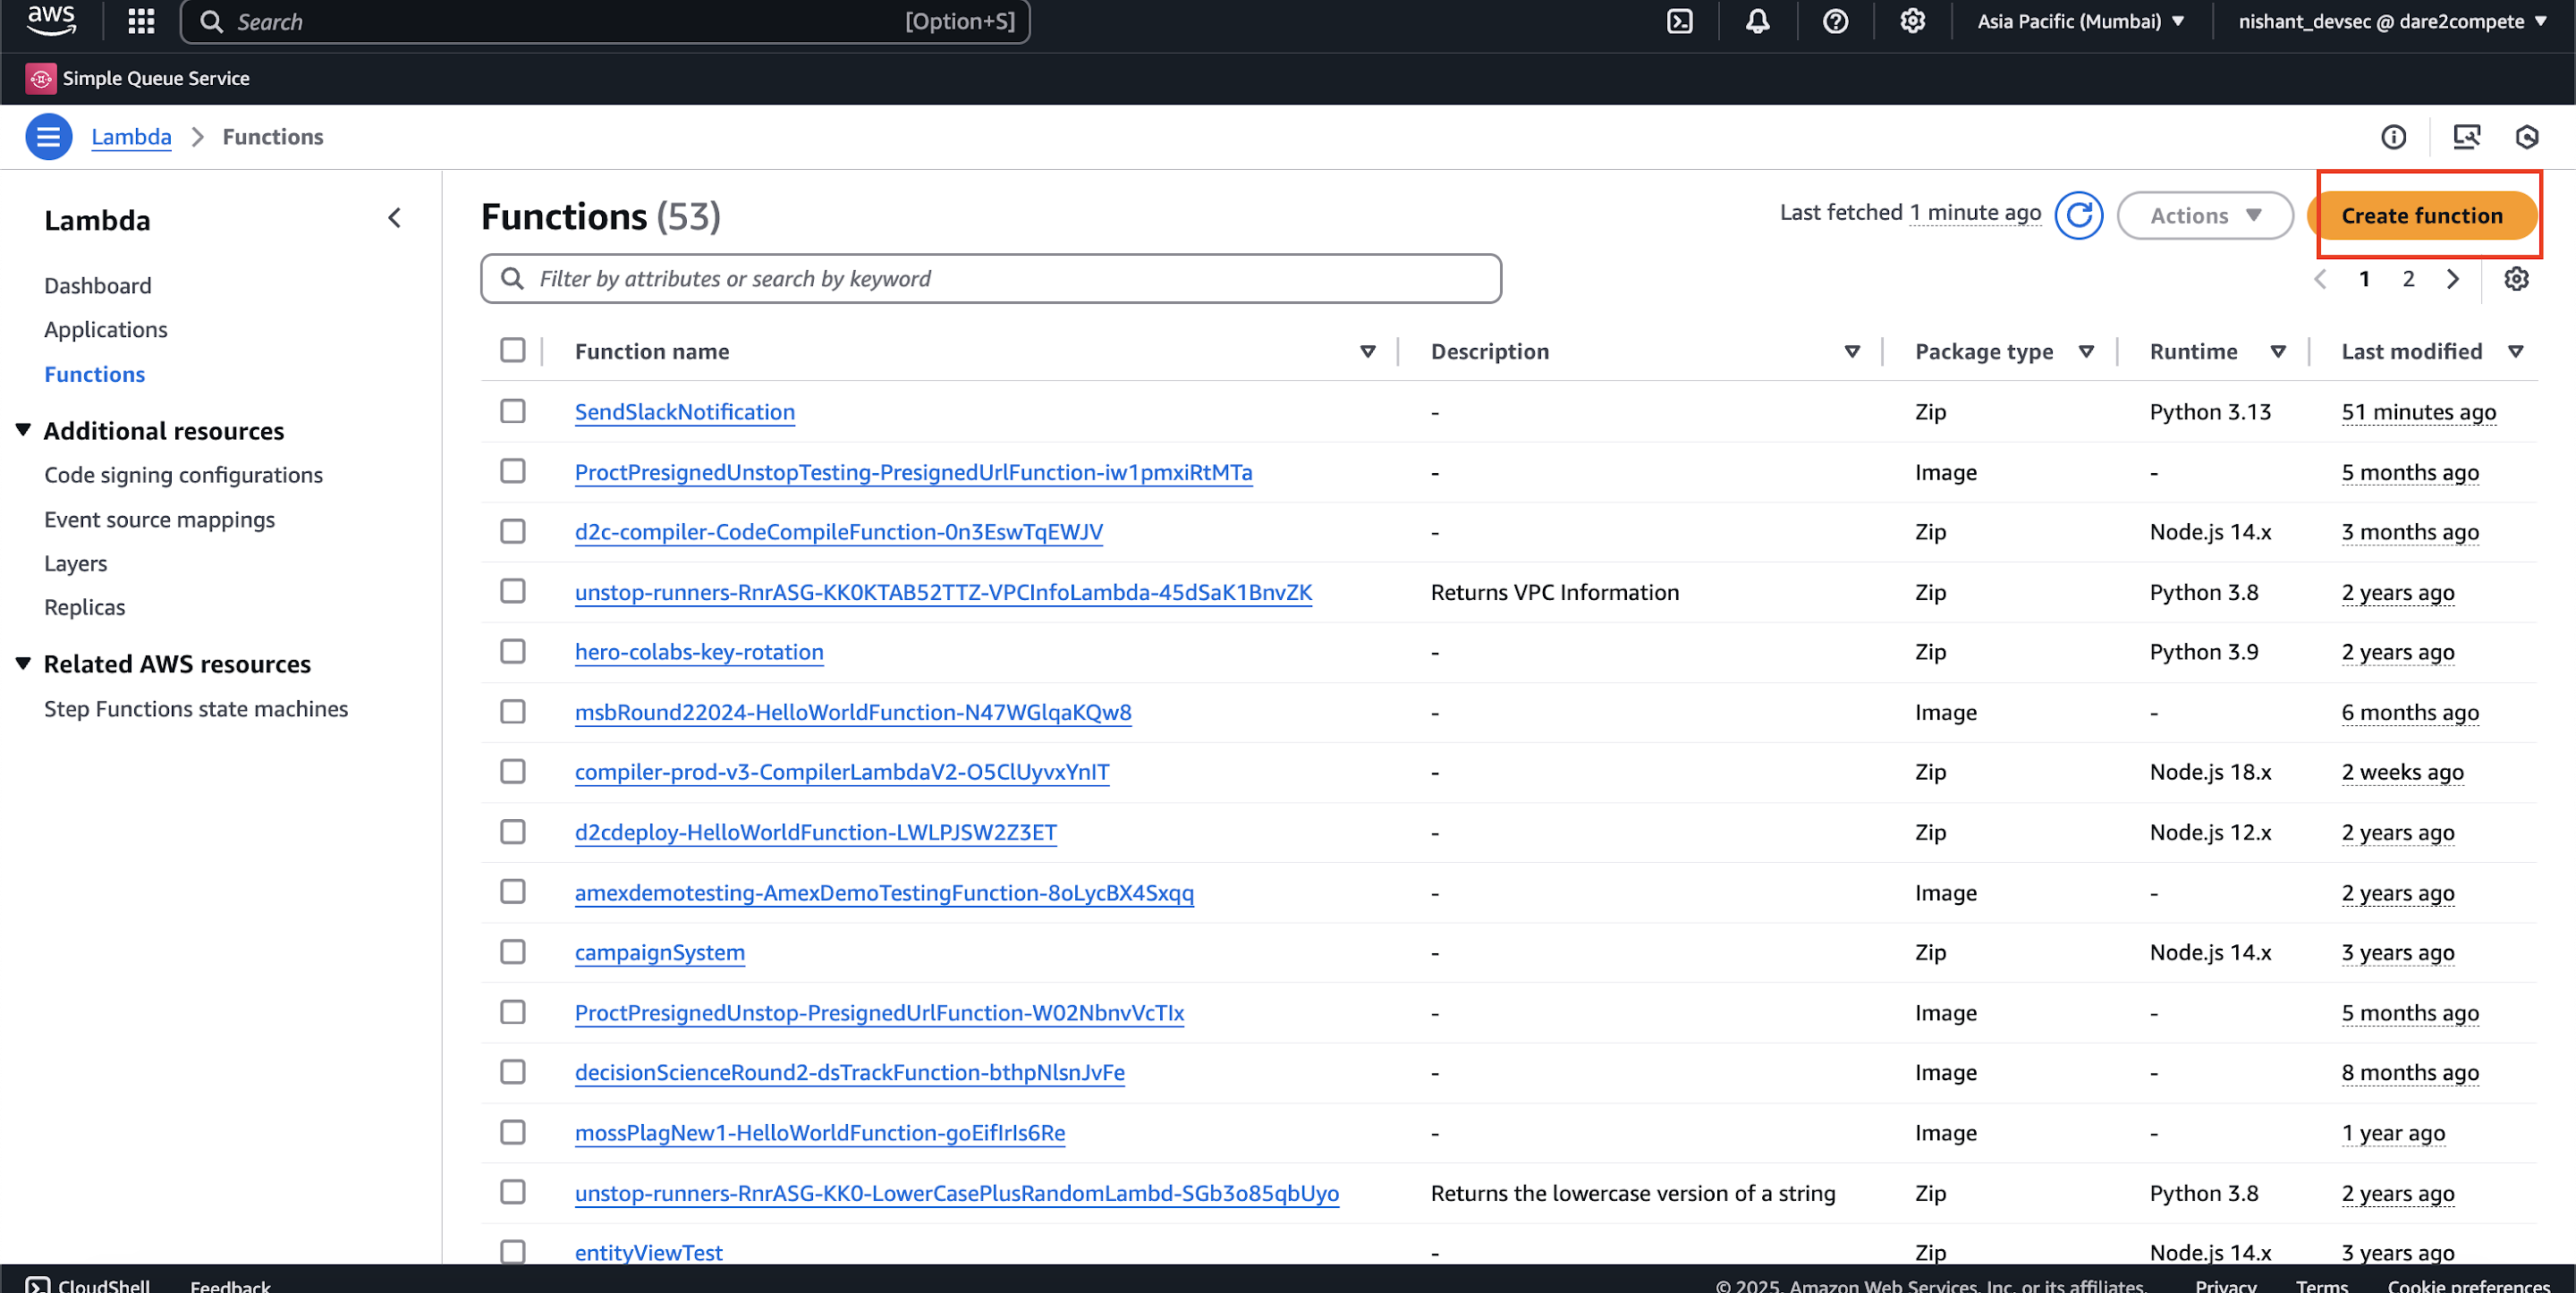 aws
Search [Option+S]
Asia Pacific (Mumbai) nishant_devsec @ dare2compete
Simple Queue Service
Lambda Functions
Lambda
Dashboard
Applications
Functions
Additional resources
Code signing configurations
Event source mappings
Layers
Replicas
Related AWS resources
Step Functions state machines
Functions (53)
Last fetched 1 minute ago Actions Create function
Filter by attributes or search by keyword
1 2
Function name Description Package type Runtime Last modified
SendSlackNotification - Zip Python 3.13 51 minutes ago
ProctPresignedUnstopTesting-PresignedUrlFunction-iw1pmxiRtMTa - Image - 5 months ago
d2c-compiler-CodeCompileFunction-0n3EswTqEWJV - Zip Node.js 14.x 3 months ago
unstop-runners-RnrASG-KK0KTAB52TTZ-VPCInfoLambda-45dSaK1BnvZK Returns VPC Information Zip Python 3.8 2 years ago
hero-colabs-key-rotation - Zip Python 3.9 2 years ago
msbRound22024-HelloWorldFunction-N47WGlqaKQw8 - Image - 6 months ago
compiler-prod-v3-CompilerLambdaV2-O5ClUyvxYnIT - Zip Node.js 18.x 2 weeks ago
d2cdeploy-HelloWorldFunction-LWLPJSW2Z3ET - Zip Node.js 12.x 2 years ago
amexdemotesting-AmexDemoTestingFunction-8oLycBX4Sxqq - Image - 2 years ago
campaignSystem - Zip Node.js 14.x 3 years ago
ProctPresignedUnstop-PresignedUrlFunction-W02NbnvVcTIx - Image - 5 months ago
decisionScienceRound2-dsTrackFunction-bthpNlsnJvFe - Image - 8 months ago
mossPlagNew1-HelloWorldFunction-goEifIrIs6Re - Image - 1 year ago
unstop-runners-RnrASG-KK0-LowerCasePlusRandomLambd-SGb3o85qbUyo Returns the lowercase version of a string Zip Python 3.8 2 years ago
entityViewTest - Zip Node.js 14.x 3 years ago
CloudShell Feedback © 2025, Amazon Web Services, Inc. or its affiliates. Privacy Terms Cookie preferences